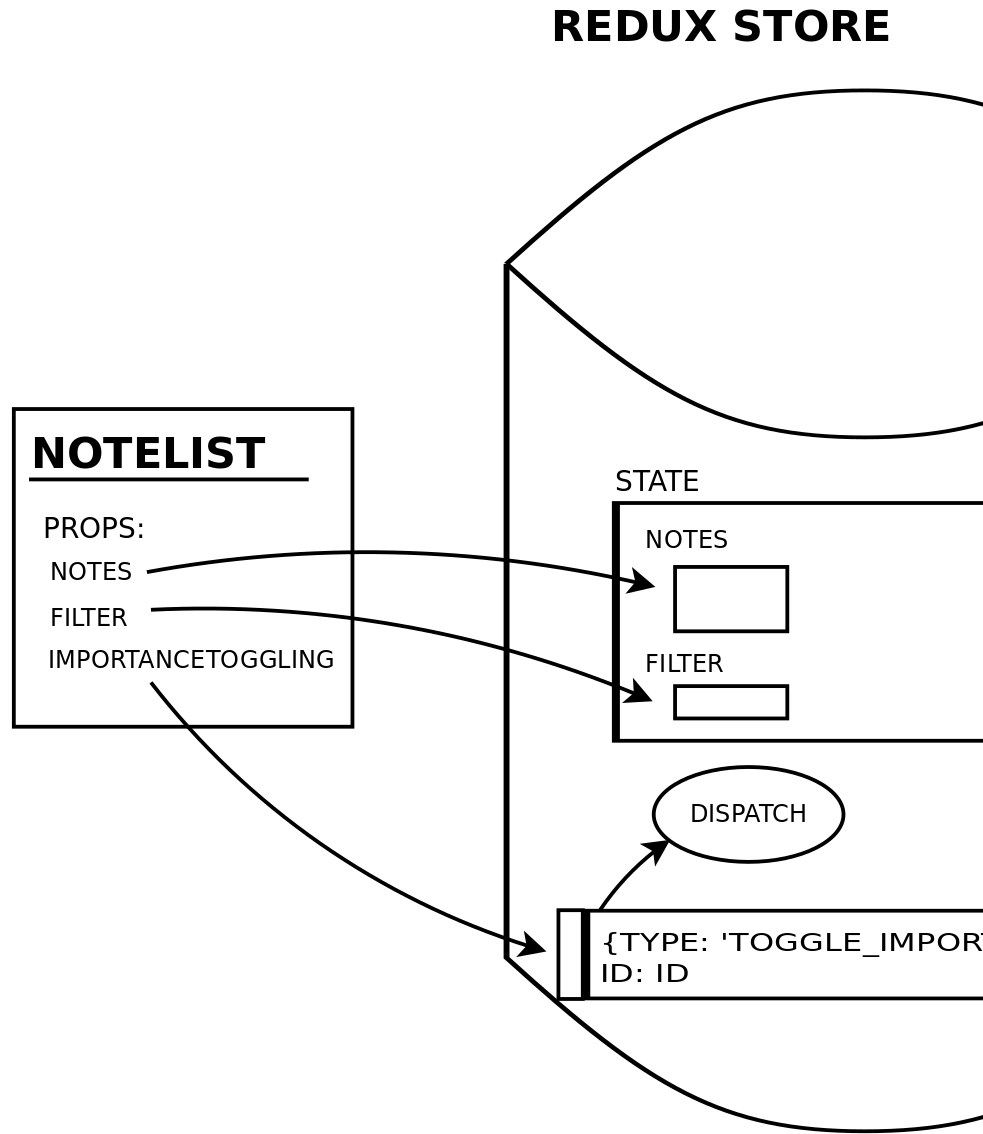 REDUX STORE
NOTELIST
PROPS:
NOTES
FILTER
IMPORTANCETOGGLING
STATE
NOTES
FILTER
DISPATCH
{TYPE: 'TOGGLE_IMPOR
ID: ID